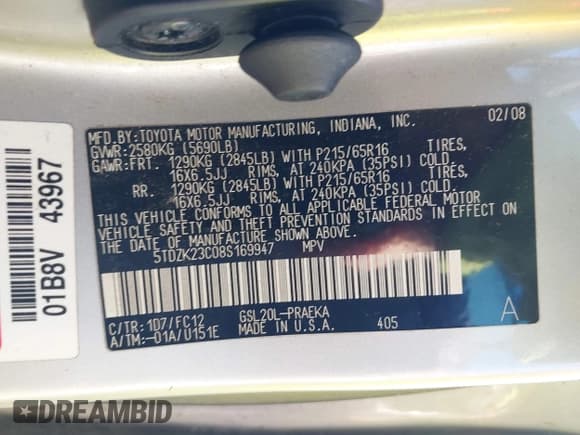 MFD.BY:TOYOTA MOTOR MANUFACTURING, INDIANA, INC. 02/08
GVWR:2580KG (5690LB)
GAWR:FRT. 1290KG (2845LB) WITH P215/65R16 TIRES,
16X6.5JJ RIMS, AT 240KPA (35PSI) COLD.
RR. 1290KG (2845LB) WITH P215/65R16 TIRES,
16X6.5JJ RIMS, AT 240KPA (35PSI) COLD.
THIS VEHICLE CONFORMS TO ALL APPLICABLE FEDERAL MOTOR
VEHICLE SAFETY AND THEFT PREVENTION STANDARDS IN EFFECT ON
THE DATE OF MANUFACTURE SHOWN ABOVE.
5TDZK23C08S169947 MPV
C/TR:1D7/FC12 GSL20L-PRAEKA A
A/TM:-01A/U151E MADE IN U.S.A. 405
01B8V 43967
DREAMBID